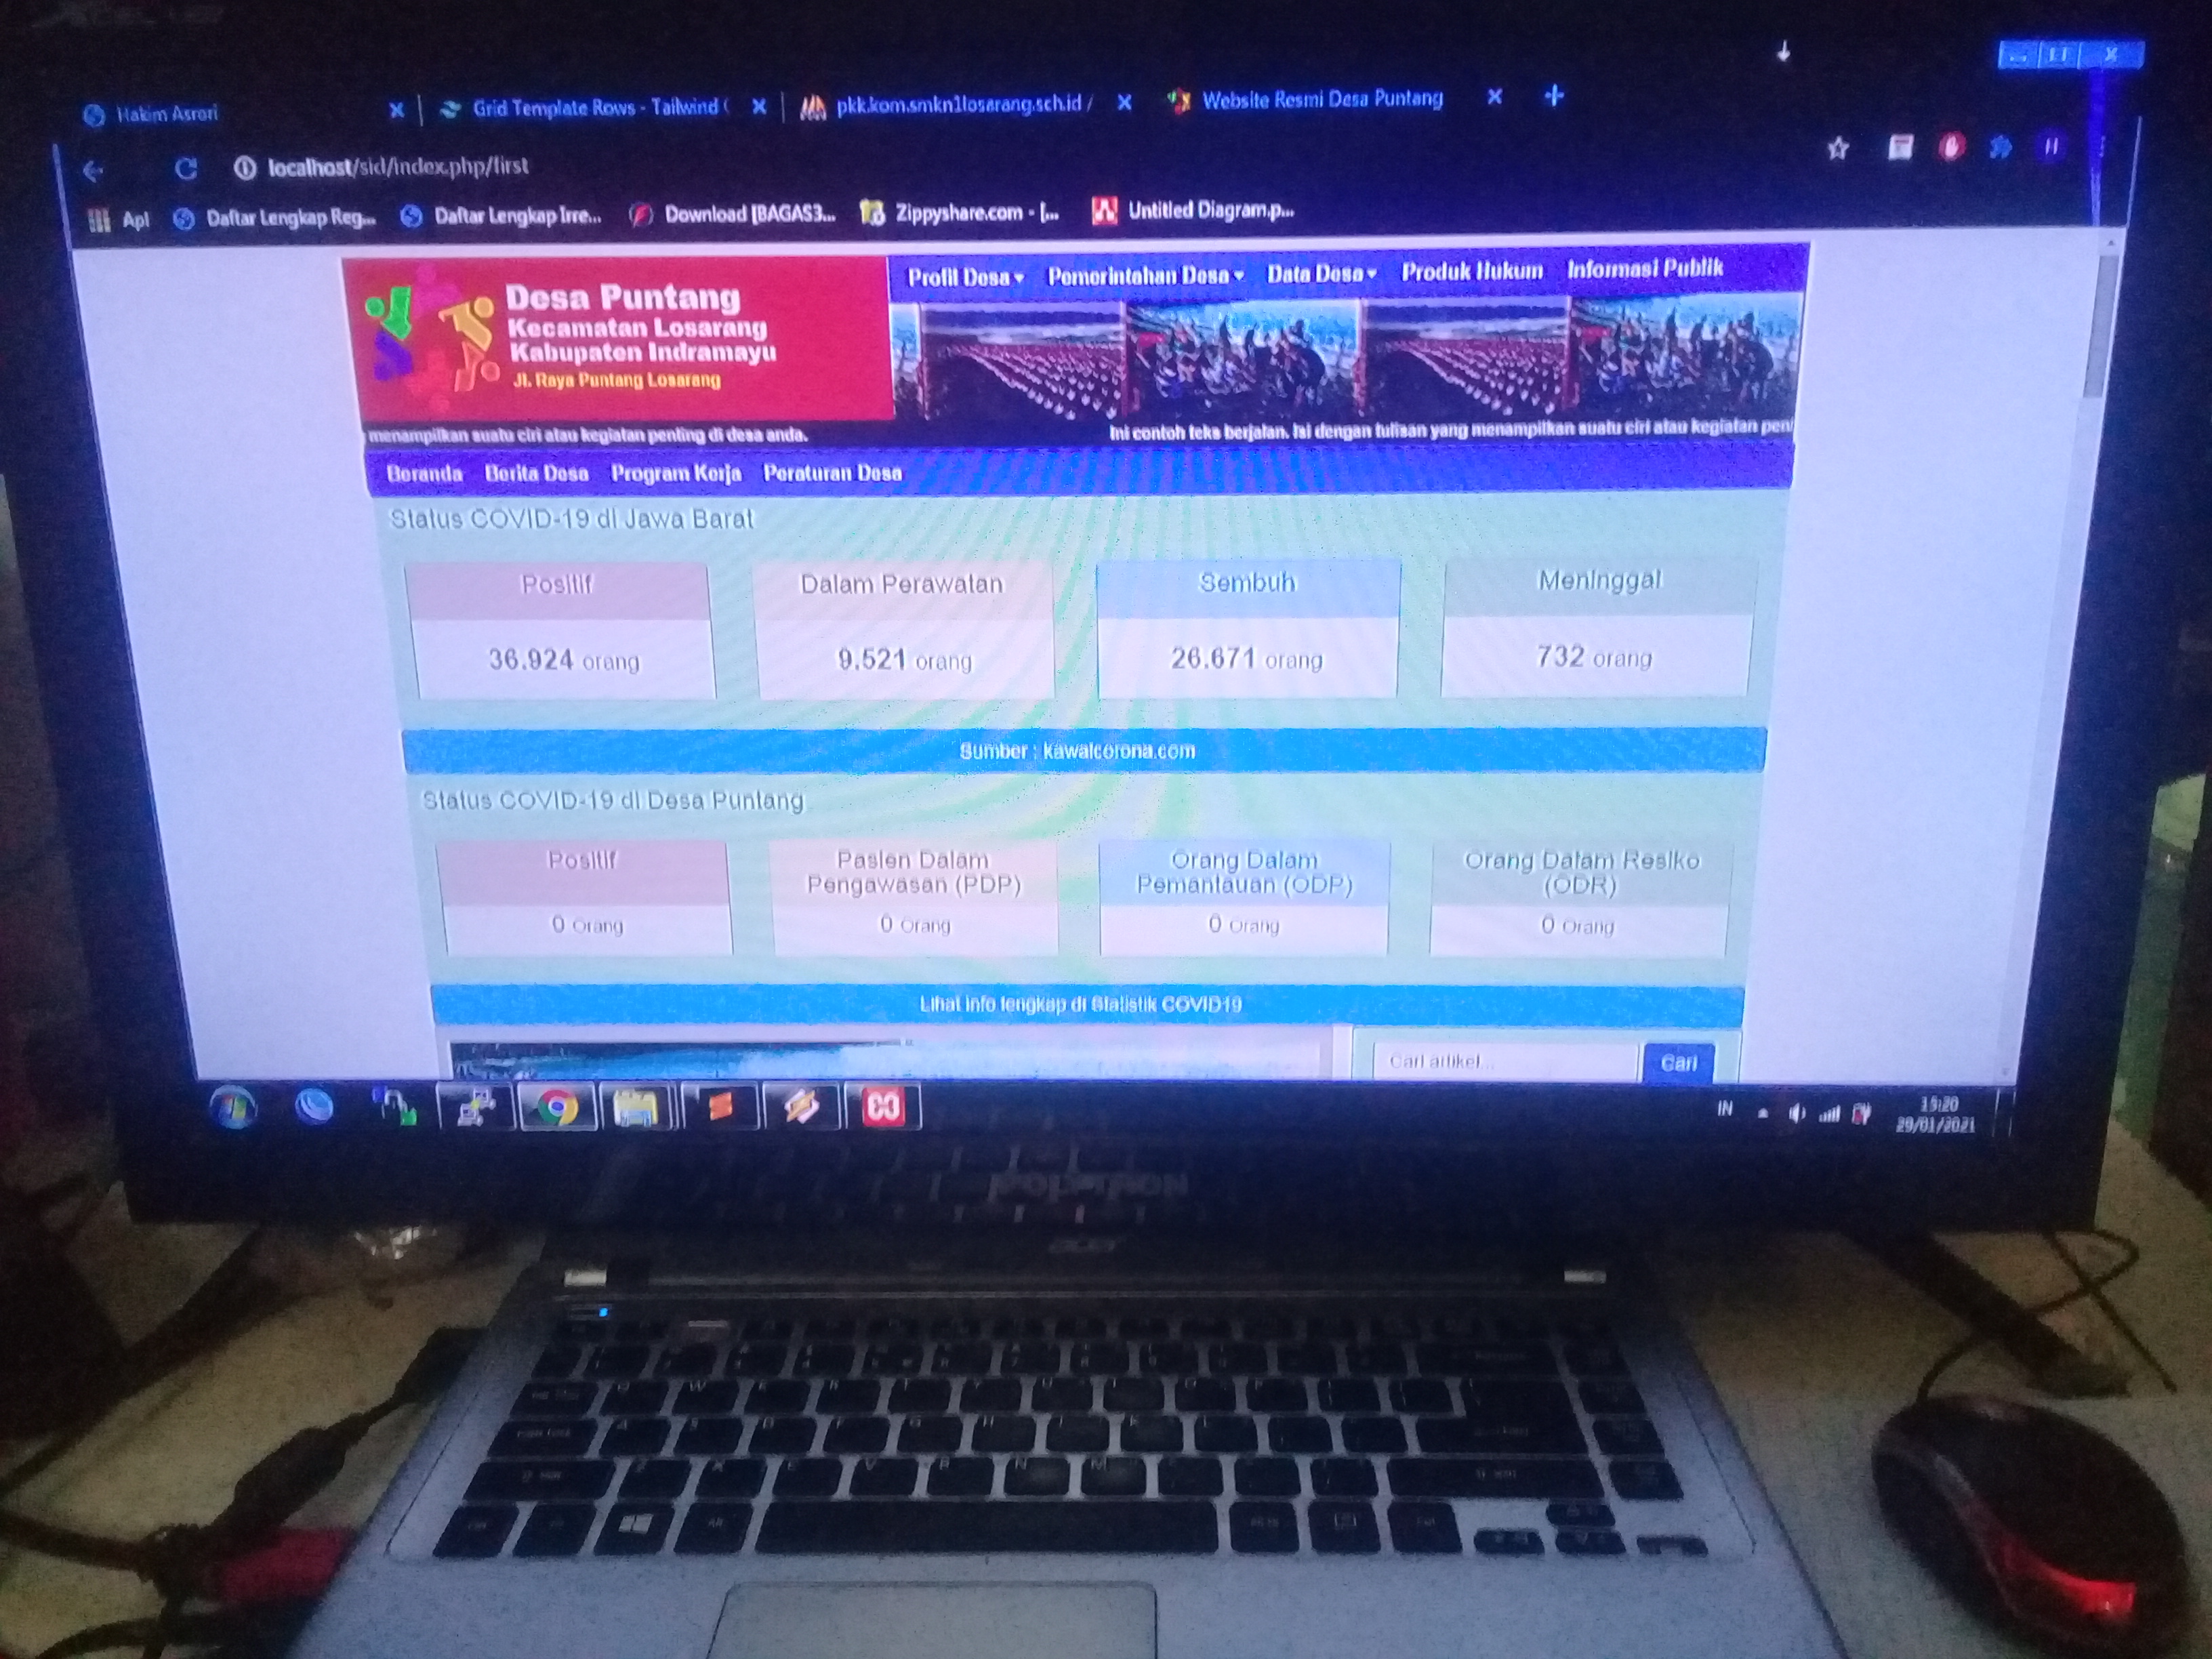 Hakim Asrori
Grid Template Rows - Tailwind
pkk.kom.smkn1losarang.sch.id /
Website Resmi Desa Puntang
localhost/sid/index.php/first
H
Apl
Daftar Lengkap Reg...
Daftar Lengkap Irre...
Download [BAGAS3...
Zippyshare.com - [...
Untitled Diagram.p...
Desa Puntang
Kecamatan Losarang
Kabupaten Indramayu
Jl. Raya Puntang Losarang
Profil Desa
Pemerintahan Desa
Data Desa
Produk Hukum
Informasi Publik
menampilkan suatu ciri atau kegiatan penting di desa anda.
Ini contoh teks berjalan. Isi dengan tulisan yang menampilkan suatu ciri atau kegiatan pen
Beranda
Berita Desa
Program Kerja
Peraturan Desa
Status COVID-19 di Jawa Barat
Positif
Dalam Perawatan
Sembuh
Meninggal
36.924 orang
9.521 orang
26.671 orang
732 orang
Sumber : kawalcorona.com
Status COVID-19 di Desa Puntang
Positif
Pasien Dalam
Pengawasan (PDP)
Orang Dalam
Pemantauan (ODP)
Orang Dalam Resiko
(ODR)
0 Orang
0 Orang
0 Orang
0 Orang
Lihat info lengkap di Statistik COVID19
Cari artikel...
Cari
IN
15:20
29/01/2021
acer